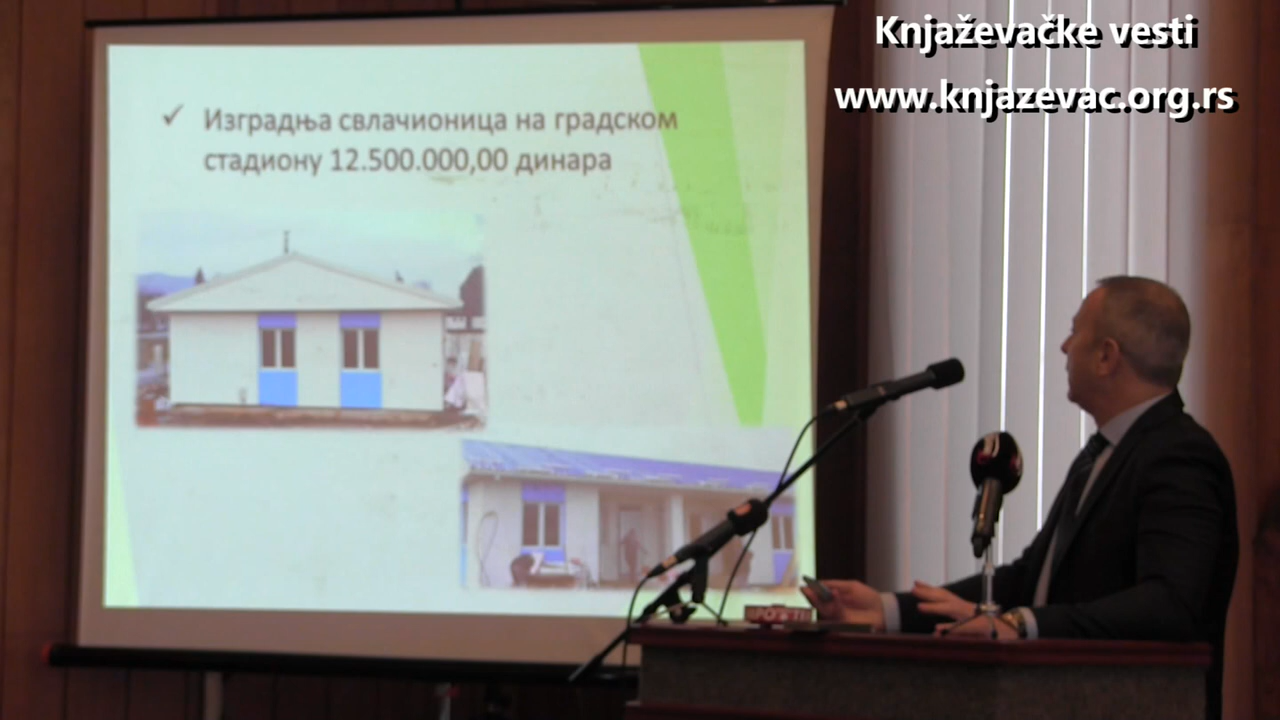 Knjaževačke vesti
www.knjazevac.org.rs
Изградња свлачионица на градском
стадиону 12.500.000,00 динара